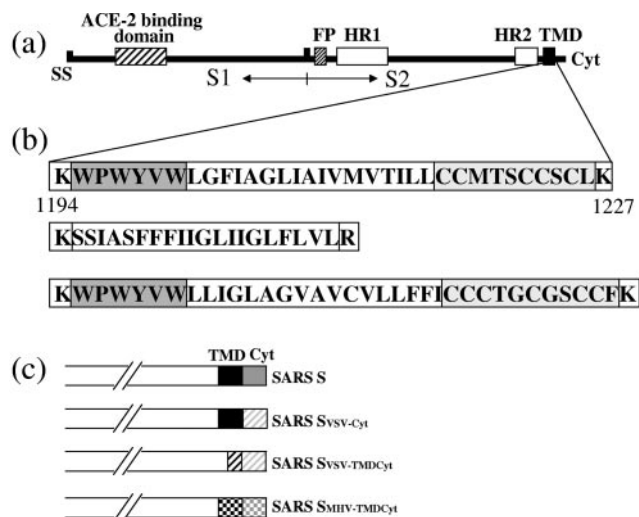 (a)
ACE-2 binding domain
FP HR1 HR2 TMD
SS S1 S2 Cyt
(b)
KWPWYVWLGFIAGLIAIVMVTILLCCMTSCCSCLK
1194 1227
KSSIASFFFIIGLIIGLFLVLR
KWPWYVWLLIGLAGVAVCVLLFFICCCTGCGSCCFK
(c)
TMD Cyt
SARS S
SARS SVSV-Cyt
SARS SVSV-TMDCyt
SARS SMHV-TMDCyt